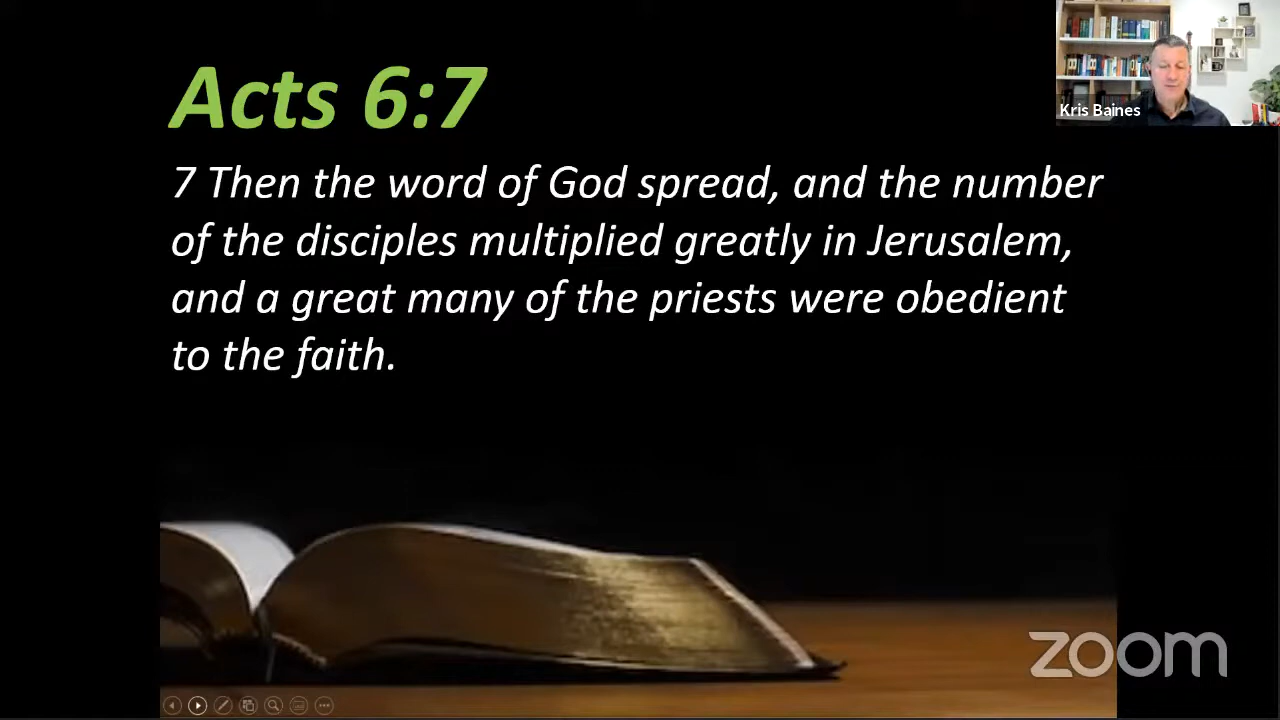 Acts 6:7
Kris Baines
7 Then the word of God spread, and the number
of the disciples multiplied greatly in Jerusalem,
and a great many of the priests were obedient
to the faith.
zoom